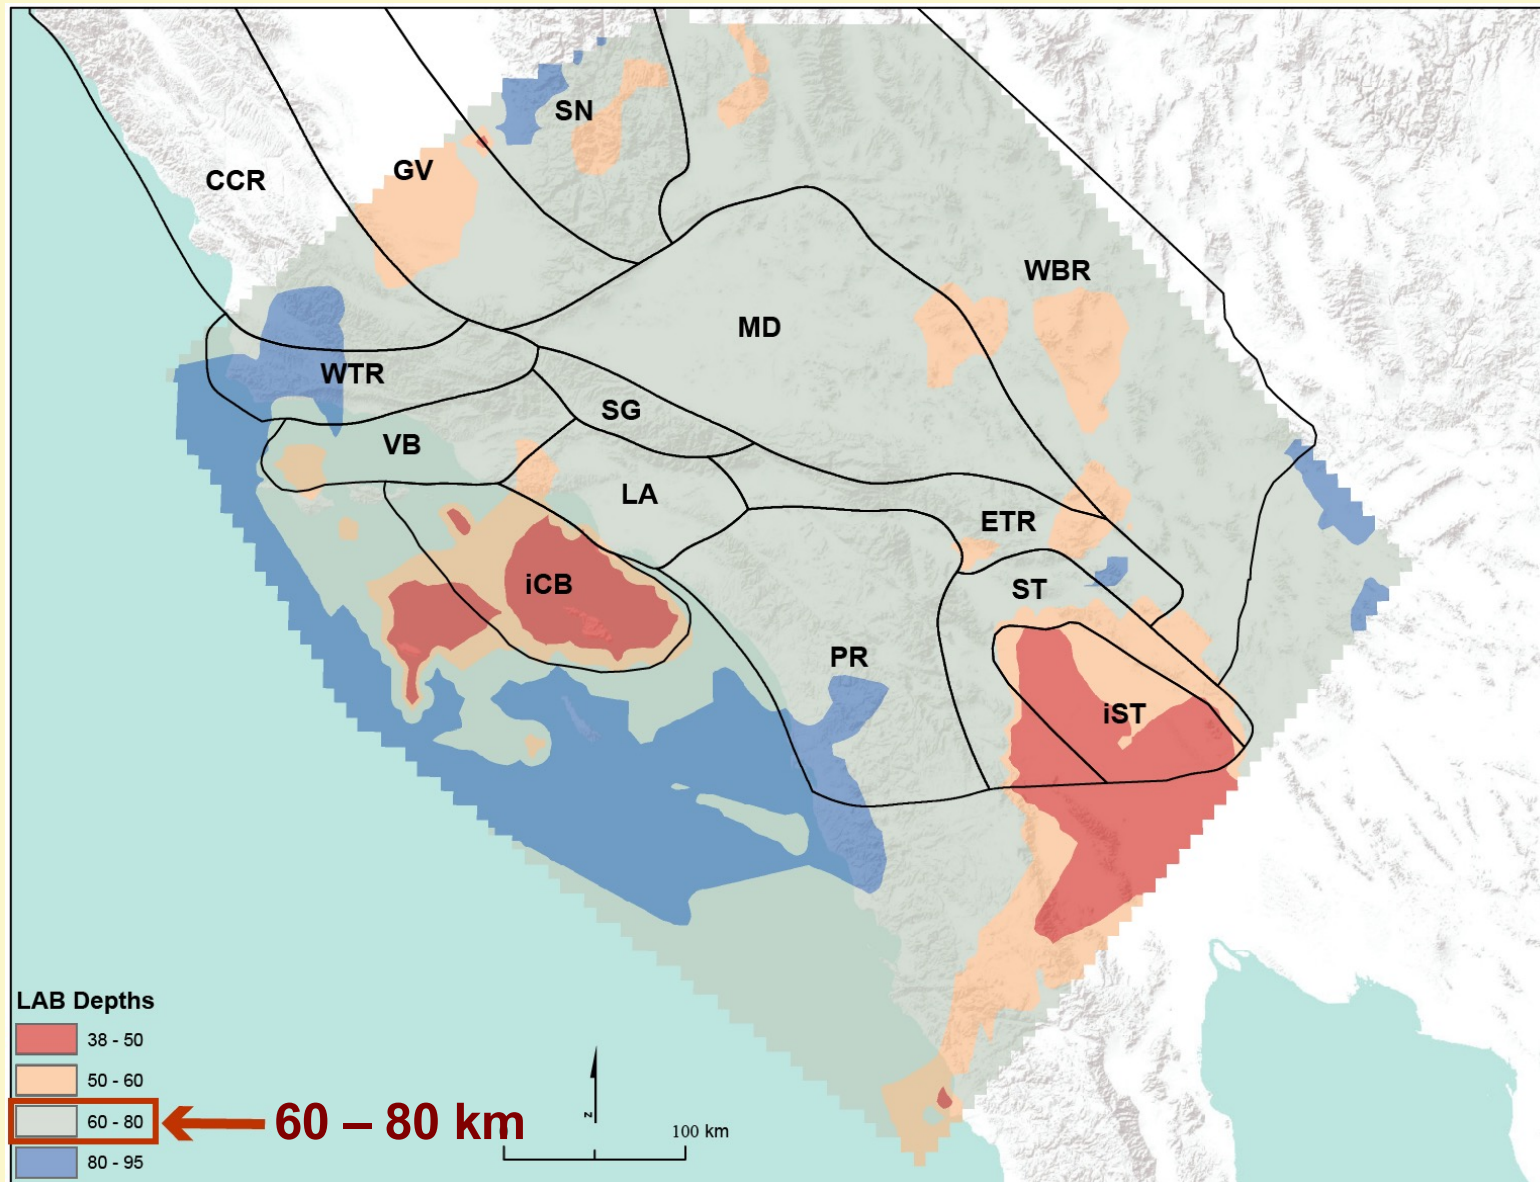 SN
GV
CCR
WBR
MD
WTR
SG
VB
LA
ETR
iCB
ST
PR
iST
LAB Depths
38 - 50
50 - 60
60 - 80
80 - 95
60 – 80 km
N
100 km